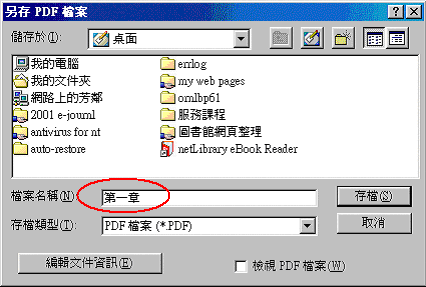 另存 PDF 檔案
儲存於(I):
桌面
我的電腦
我的文件夾
網路上的芳鄰
2001 e-journl
antivirus for nt
auto-restore
errlog
my web pages
omlbp61
服務課程
圖書館網頁整理
netLibrary eBook Reader
檔案名稱(N)
第一章
存檔(S)
存檔類型(T):
PDF 檔案 (*.PDF)
取消
編輯文件資訊(E)
檢視 PDF 檔案(W)